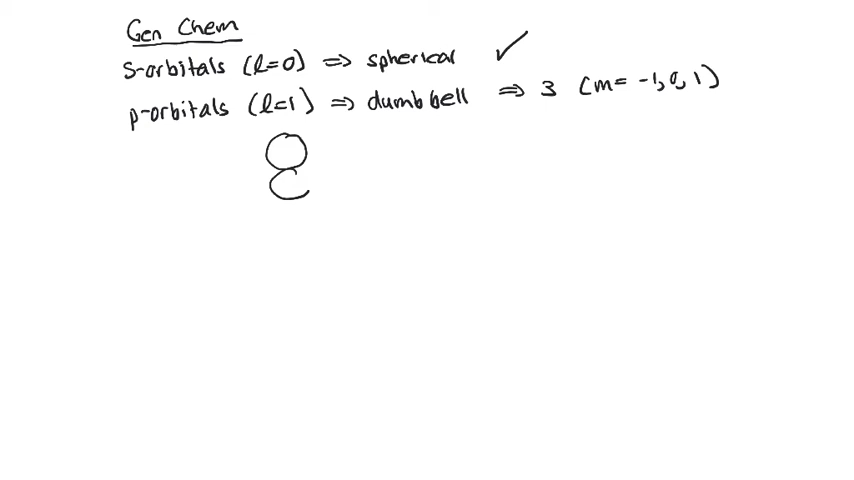 Gen Chem
s-orbitals (l=0) ⇒ spherical ✓
p-orbitals (l=1) ⇒ dumbbell ⇒ 3 (m= -1,0,1)